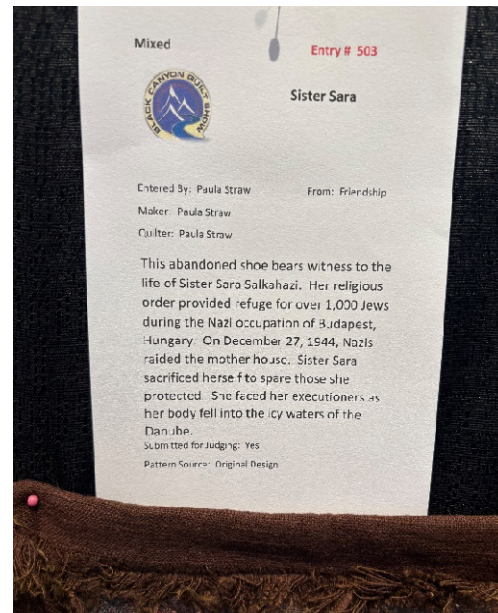 Mixed
Entry # 503
BLACK CANYON QUILT SHOW
Sister Sara
Entered By: Paula Straw From: Friendship
Maker: Paula Straw
Quilter: Paula Straw
This abandoned shoe bears witness to the
life of Sister Sara Salkahazi. Her religious
order provided refuge for over 1,000 Jews
during the Nazi occupation of Budapest,
Hungary. On December 27, 1944, Nazis
raided the mother house. Sister Sara
sacrificed herself to spare those she
protected. She faced her executioners as
her body fell into the icy waters of the
Danube.
Submitted for Judging: Yes
Pattern Source: Original Design